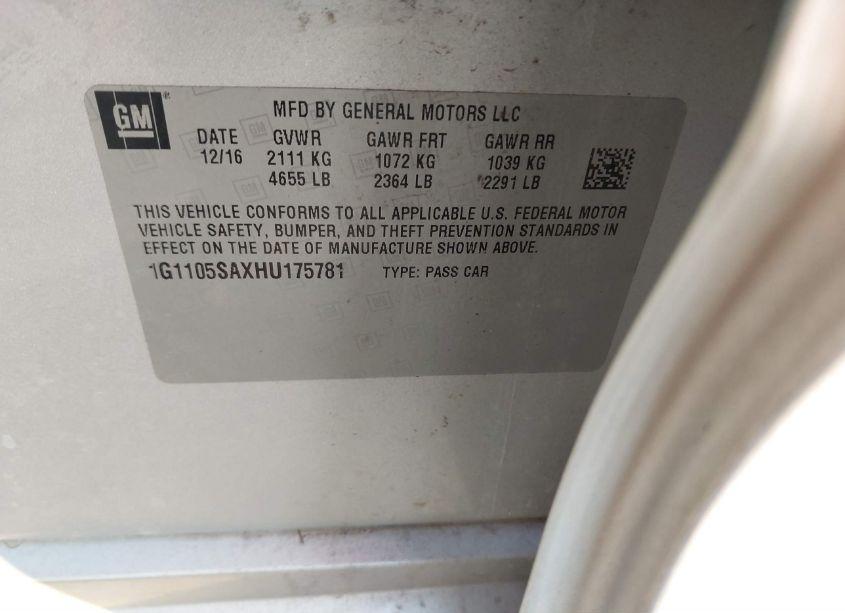 GM ®
MFD BY GENERAL MOTORS LLC
DATE GVWR GAWR FRT GAWR RR
12/16 2111 KG 1072 KG 1039 KG
4655 LB 2364 LB 2291 LB
THIS VEHICLE CONFORMS TO ALL APPLICABLE U.S. FEDERAL MOTOR
VEHICLE SAFETY, BUMPER, AND THEFT PREVENTION STANDARDS IN
EFFECT ON THE DATE OF MANUFACTURE SHOWN ABOVE.
1G1105SAXHU175781 TYPE: PASS CAR